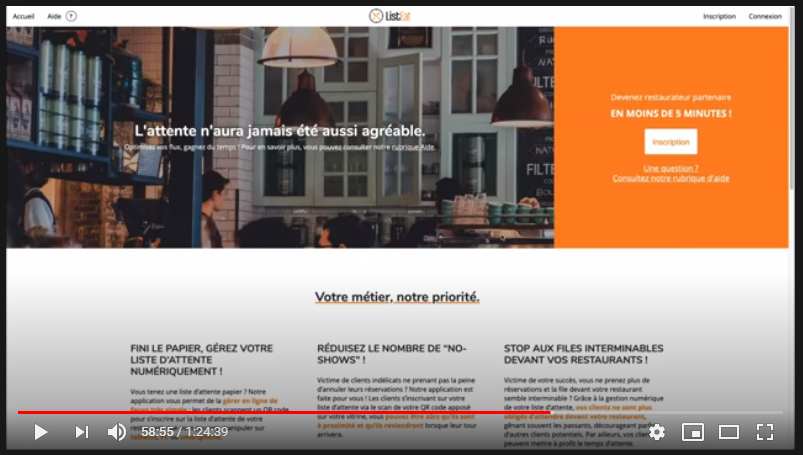 Accueil Aide ?
ListEat
Inscription Connexion
L'attente n'aura jamais été aussi agréable.
Optimisez vos flux, gagnez du temps ! Pour en savoir plus, vous pouvez consulter notre rubrique Aide.
Devenez restaurateur partenaire
EN MOINS DE 5 MINUTES !
Inscription
Une question ?
Consultez notre rubrique d'aide
Votre métier, notre priorité.
FINI LE PAPIER, GÉREZ VOTRE
LISTE D'ATTENTE
NUMÉRIQUEMENT !
Vous tenez une liste d'attente papier ? Notre
application vous permet de la gérer en ligne de
façon très simple : les clients scannent un QR code
pour s'inscrire sur la liste d'attente de votre
RÉDUISEZ LE NOMBRE DE "NO-
SHOWS" !
Victime de clients indélicats ne prenant pas la peine
d'annuler leurs réservations ? Notre application est
faite pour vous ! Les clients s'inscrivant sur votre
liste d'attente via le scan de votre QR code apposé
sur votre vitrine, vous pouvez être sûrs qu'ils sont
à proximité et qu'ils reviendront lorsque leur tour
arrivera.
STOP AUX FILES INTERMINABLES
DEVANT VOS RESTAURANTS !
Victime de votre succès, vous ne prenez plus de
réservations et la file devant votre restaurant
semble interminable ? Grâce à la gestion numérique
de votre liste d'attente, vos clients ne sont plus
obligés d'attendre devant votre restaurant,
gênant souvent les passants, décourageant parfois
d'autres clients potentiels. Par ailleurs, vos clients
peuvent mettre à profit le temps d'attente.
58:55 / 1:24:39